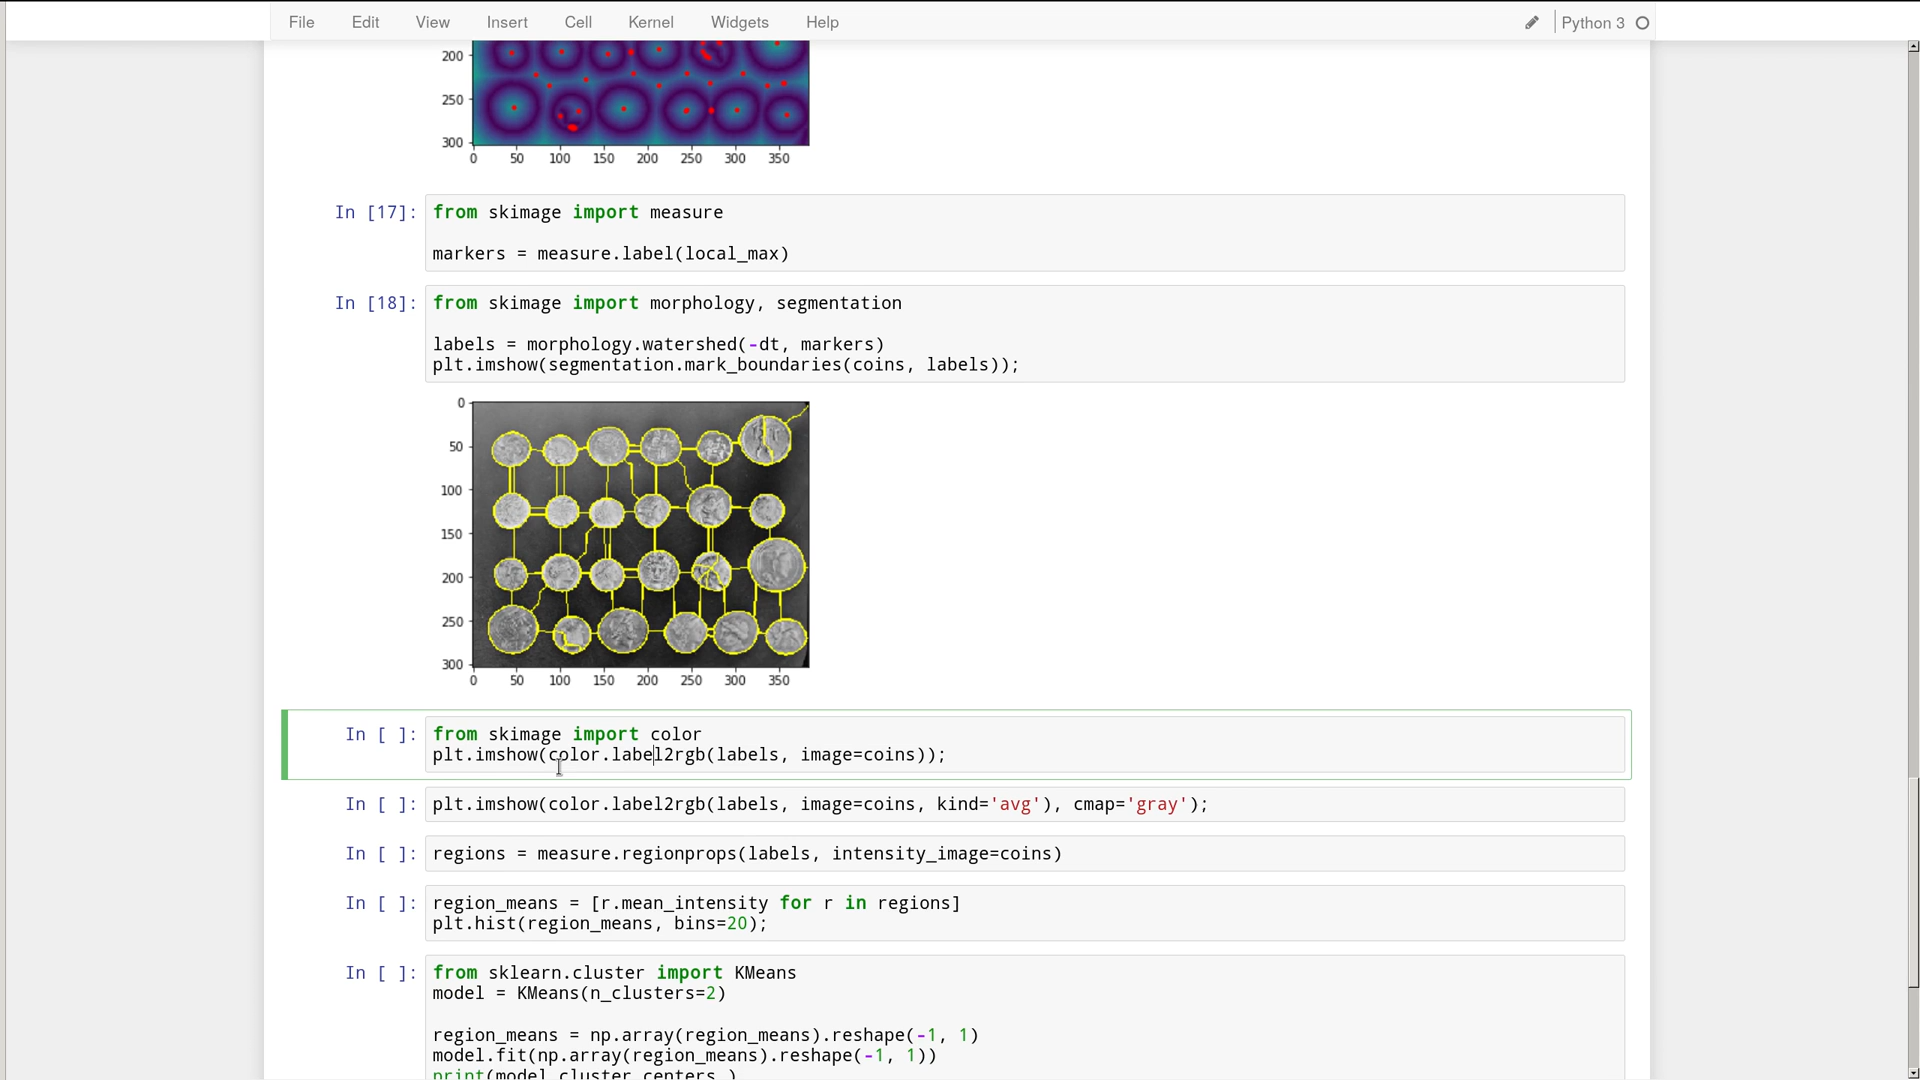 File Edit View Insert Cell Kernel Widgets Help Python 3
200
250
300
0 50 100 150 200 250 300 350
In [17]: from skimage import measure
markers = measure.label(local_max)
In [18]: from skimage import morphology, segmentation
labels = morphology.watershed(-dt, markers)
plt.imshow(segmentation.mark_boundaries(coins, labels));
0
50
100
150
200
250
300
0 50 100 150 200 250 300 350
In [ ]: from skimage import color
plt.imshow(color.label2rgb(labels, image=coins));
In [ ]: plt.imshow(color.label2rgb(labels, image=coins, kind='avg'), cmap='gray');
In [ ]: regions = measure.regionprops(labels, intensity_image=coins)
In [ ]: region_means = [r.mean_intensity for r in regions]
plt.hist(region_means, bins=20);
In [ ]: from sklearn.cluster import KMeans
model = KMeans(n_clusters=2)
region_means = np.array(region_means).reshape(-1, 1)
model.fit(np.array(region_means).reshape(-1, 1))
print(model.cluster_centers_)